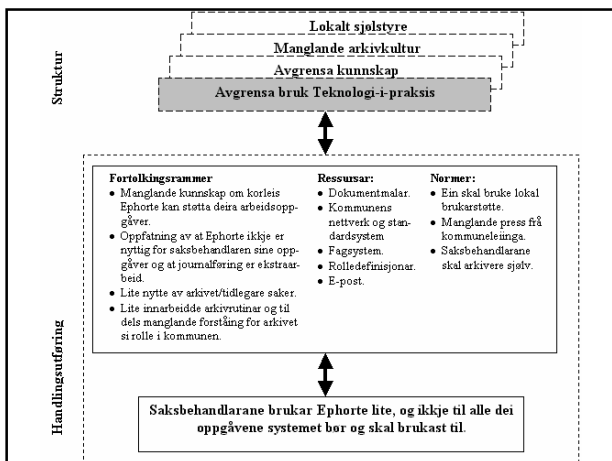 Struktur
Lokalt sjølstyre
Manglande arkivkultur
Avgrensa kunnskap
Avgrensa bruk Teknologi-i-praksis
Handlingsutføring
Fortolkingsrammer
• Manglande kunnskap om korleis
Ephorte kan støtta deira arbeidsopp-
gåver.
• Oppfatning av at Ephorte ikkje er
nyttig for saksbehandlaren sine opp-
gåver og at journalføring er ekstraar-
beid.
• Lite nytte av arkivet/tidlegare saker.
• Lite innarbeidde arkivrutinar og til
dels manglande forståing for arkivet
si rolle i kommunen.
Ressursar:
• Dokumentmalar.
• Kommunens
nettverk og stan-
dardsystem
• Fagsystem.
• Rolledefinisjonar.
• E-post.
Normer:
• Ein skal bruke lokal
brukarstøtte.
• Manglande press frå
kommuneleiinga.
• Saksbehandlarane
skal arkivere sjølv.
Saksbehandlarane brukar Ephorte lite, og ikkje til alle dei
oppgåvene systemet bør og skal brukast til.